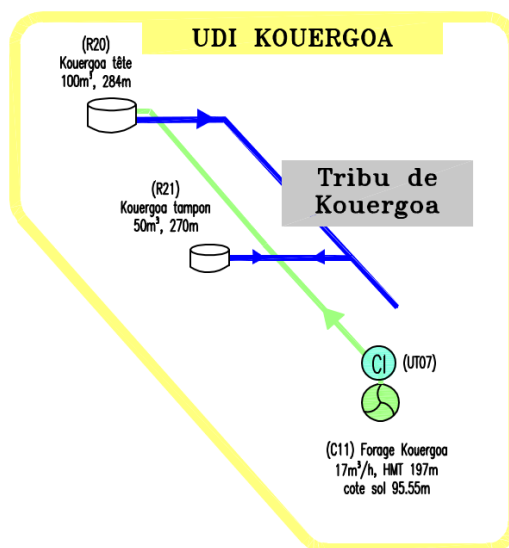 UDI KOUERGOA
(R20)
Kouergoa tête
100m³, 284m
Tribu de
Kouergoa
(R21)
Kouergoa tampon
50m³, 270m
Cl (UT07)
(C11) Forage Kouergoa
17m³/h, HMT 197m
cote sol 95.55m